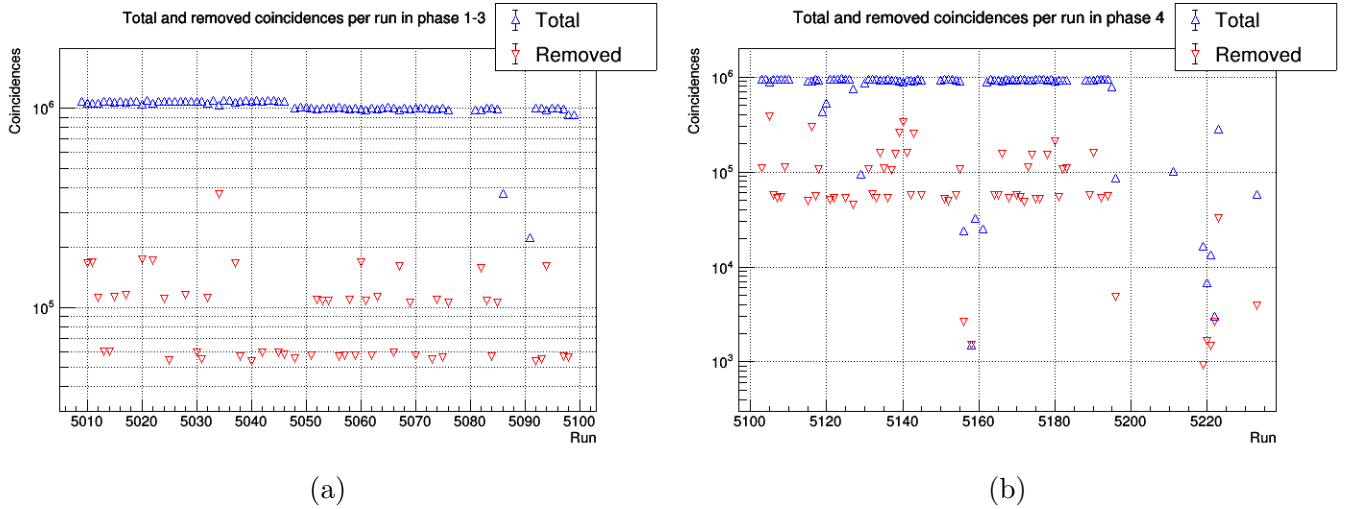 Total and removed coincidences per run in phase 1-3
Total
Removed
Coincidences
10^6
10^5
5010 5020 5030 5040 5050 5060 5070 5080 5090 5100
Run
(a)
Total and removed coincidences per run in phase 4
Total
Removed
Coincidences
10^6
10^5
10^4
10^3
5100 5120 5140 5160 5180 5200 5220
Run
(b)